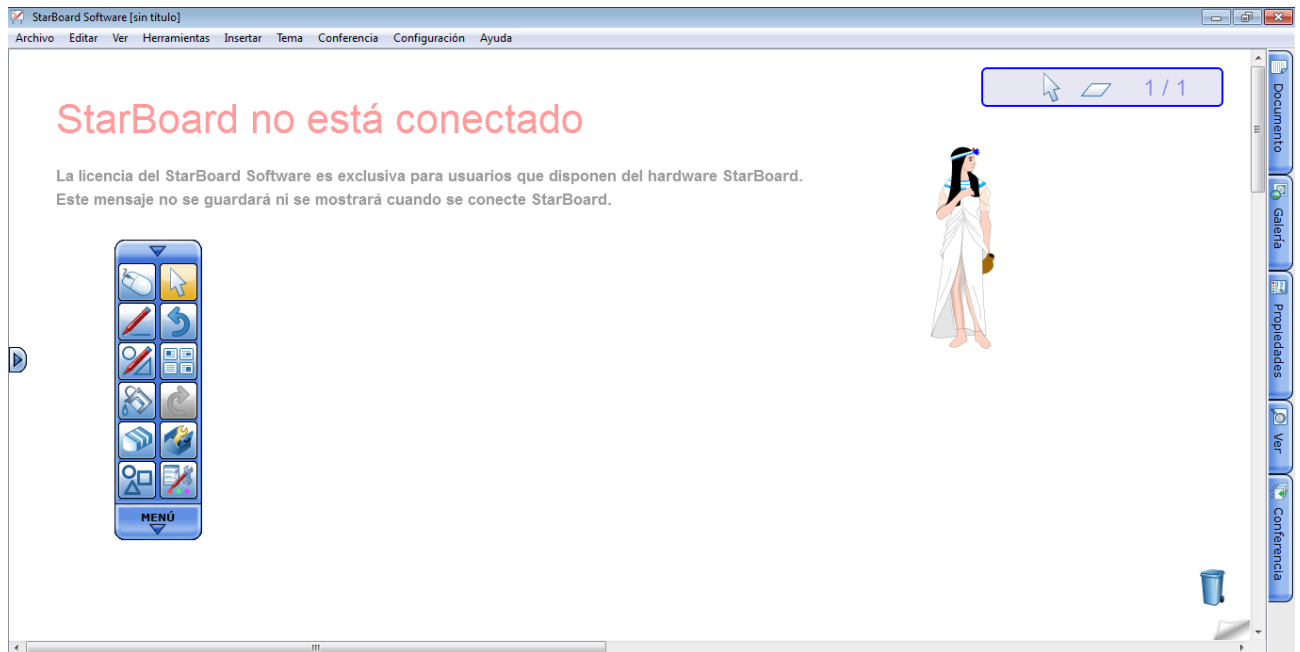 StarBoard Software [sin título]
Archivo Editar Ver Herramientas Insertar Tema Conferencia Configuración Ayuda
1 / 1
StarBoard no está conectado
La licencia del StarBoard Software es exclusiva para usuarios que disponen del hardware StarBoard.
Este mensaje no se guardará ni se mostrará cuando se conecte StarBoard.
MENÚ
Documento
Galería
Propiedades
Ver
Conferencia